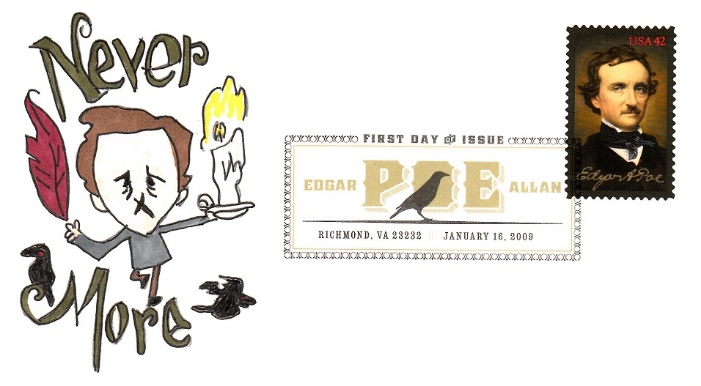 Never
More
FIRST DAY OF ISSUE
EDGAR POE ALLAN
RICHMOND, VA 23232 JANUARY 16, 2009
USA 42
Edgar A Poe